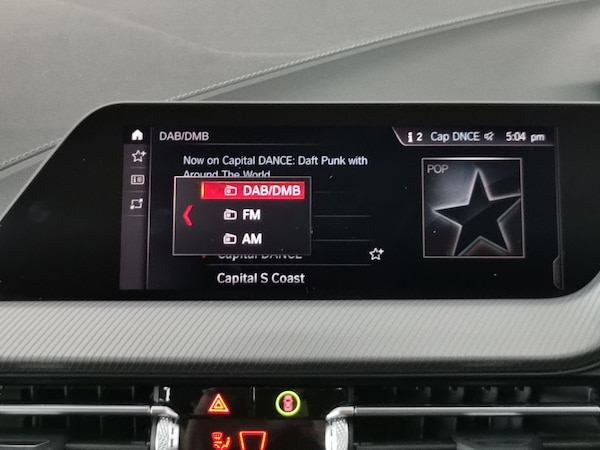 DAB/DMB
2 Cap DNCE 5:04 pm
Now on Capital DANCE: Daft Punk with
Around The World
POP
DAB/DMB
FM
AM
Capital DANCE
Capital S Coast